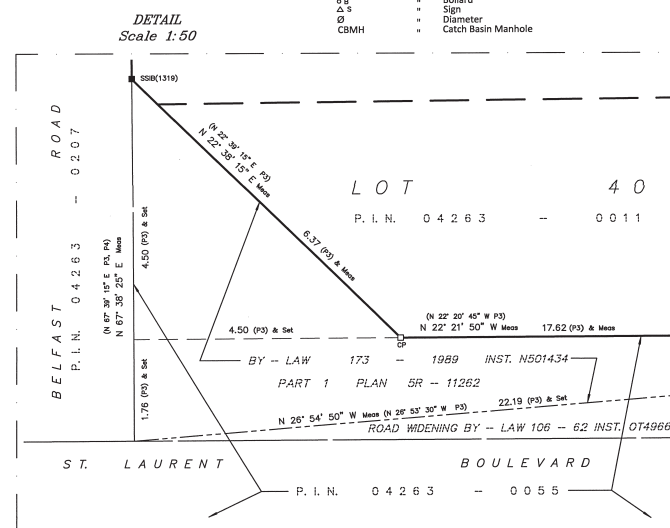 Ø B " Bollard
Δ S " Sign
Ø " Diameter
CBMH " Catch Basin Manhole
DETAIL
Scale 1:50
SSIB(1319)
BELFAST ROAD
P.I.N. 04263 -- 0207
(N 67° 39' 15" E P3, P4)
N 67° 38' 25" E Meas
4.50 (P3) & Set
1.76 (P3) & Set
(N 22° 39' 15" E P3)
N 22° 38' 15" E Meas
6.37 (P3) & Meas
LOT 40
P.I.N. 04263 -- 0011
(N 22° 20' 45" W P3)
4.50 (P3) & Set
N 22° 21' 50" W Meas 17.62 (P3) & Meas
CP
BY -- LAW 173 -- 1989 INST. N501434
PART 1 PLAN 5R -- 11262
22.19 (P3) & Set
N 26° 54' 50" W Meas (N 26° 53' 30" W P3)
ROAD WIDENING BY -- LAW 106 -- 62 INST. OT4966
ST. LAURENT BOULEVARD
P.I.N. 04263 -- 0055